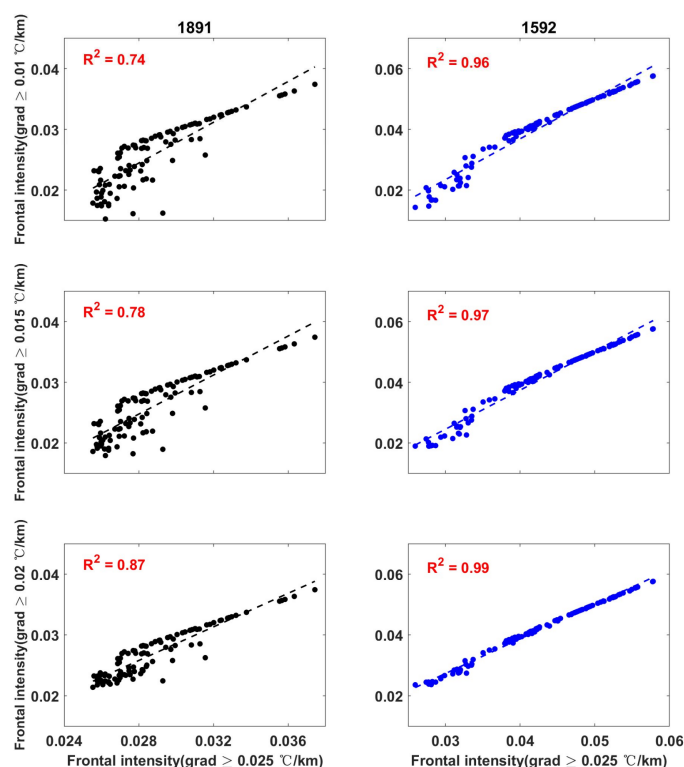 1891
1592
Frontal intensity(grad ≥ 0.01 ℃/km)
0.04
0.03
0.02
R² = 0.74
0.06
0.04
0.02
R² = 0.96
Frontal intensity(grad ≥ 0.015 ℃/km)
0.04
0.03
0.02
R² = 0.78
0.06
0.04
0.02
R² = 0.97
Frontal intensity(grad ≥ 0.02 ℃/km)
0.04
0.03
0.02
R² = 0.87
0.06
0.04
0.02
R² = 0.99
0.024 0.028 0.032 0.036
0.03 0.04 0.05 0.06
Frontal intensity(grad ≥ 0.025 ℃/km)
Frontal intensity(grad ≥ 0.025 ℃/km)